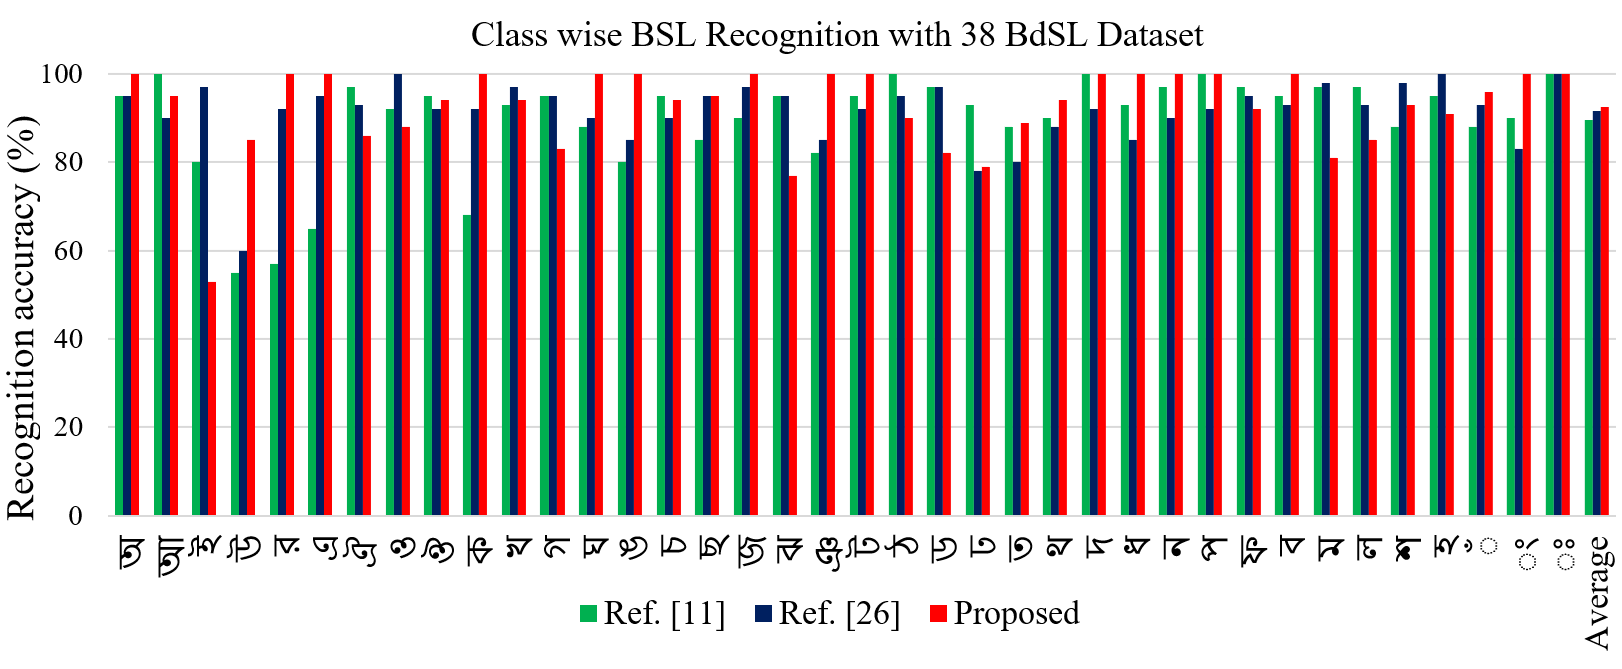 Class wise BSL Recognition with 38 BdSL Dataset
Recognition accuracy (%)
100
80
60
40
20
0
অ আ ই উ র এ ঐ ও ঔ ক খ গ ঘ ঙ চ ছ জ ঝ ঞ ট ঠ ড ঢ ত থ দ ধ ন প ফ ব ম ল শ হ ঁ ং ঃ Average
Ref. [11] Ref. [26] Proposed